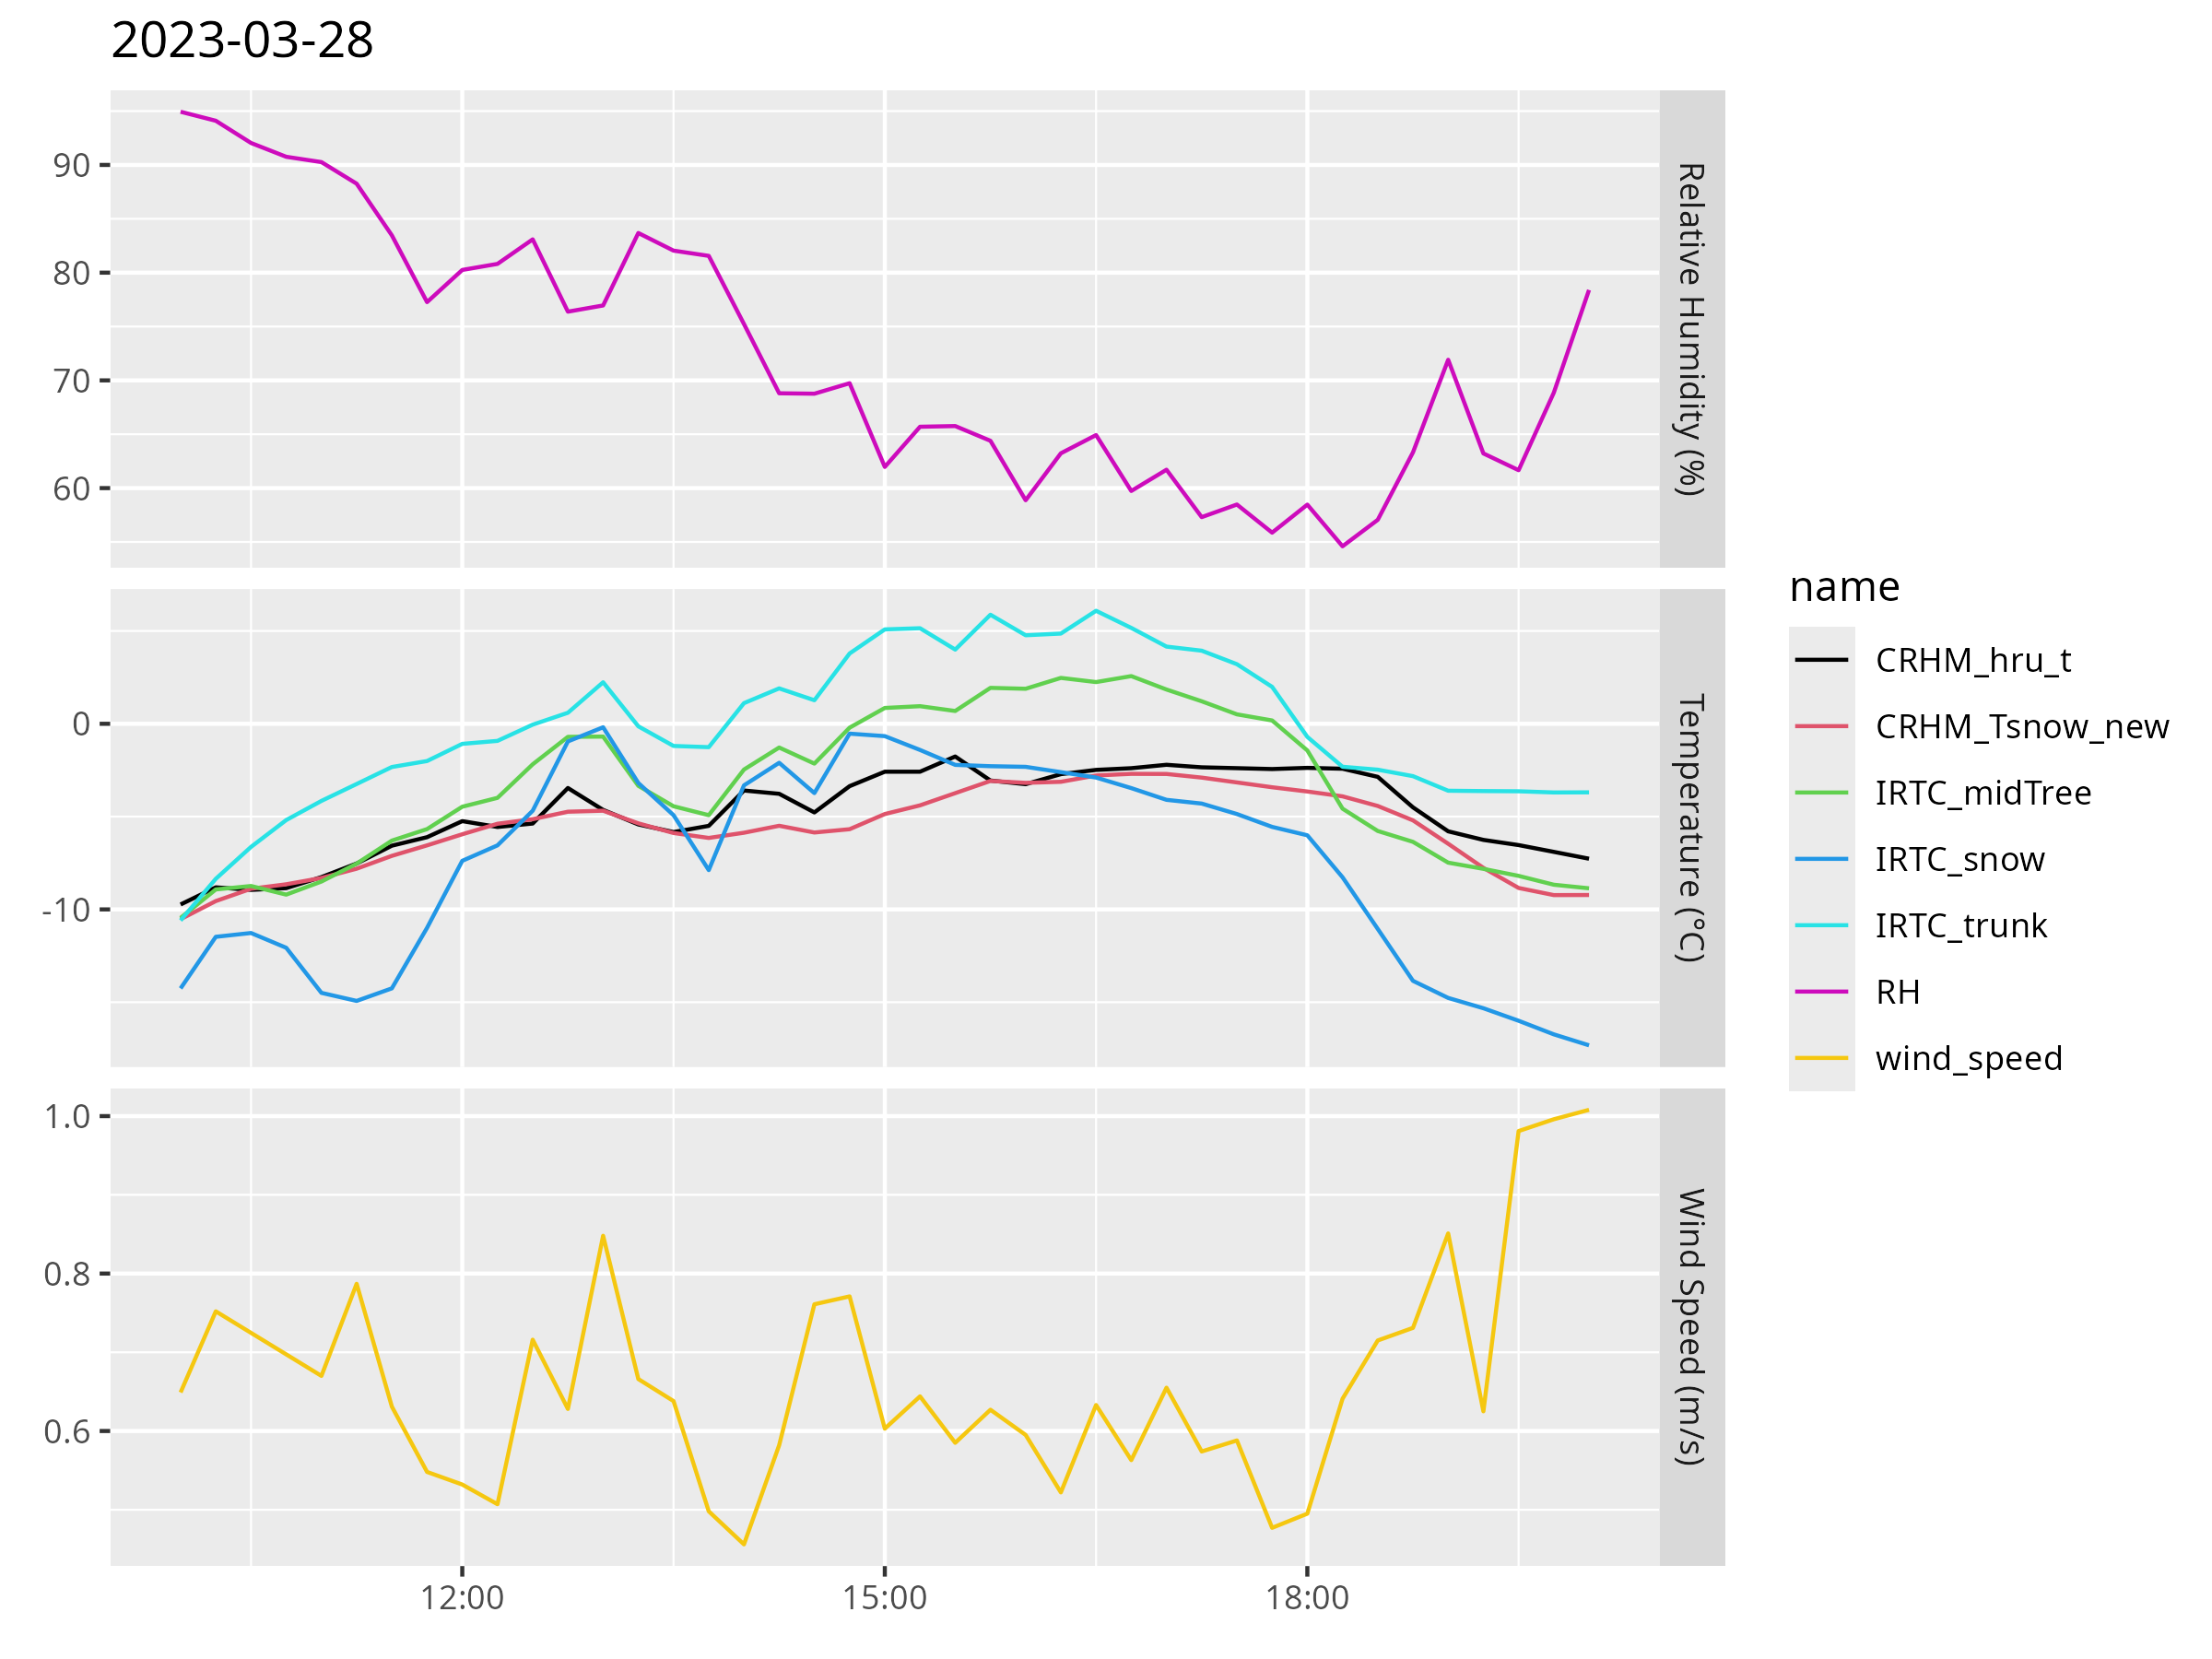 2023-03-28
90
80
70
60
Relative Humidity (%)
0
-10
Temperature (°C)
1.0
0.8
0.6
Wind Speed (m/s)
12:00
15:00
18:00
name
CRHM_hru_t
CRHM_Tsnow_new
IRTC_midTree
IRTC_snow
IRTC_trunk
RH
wind_speed